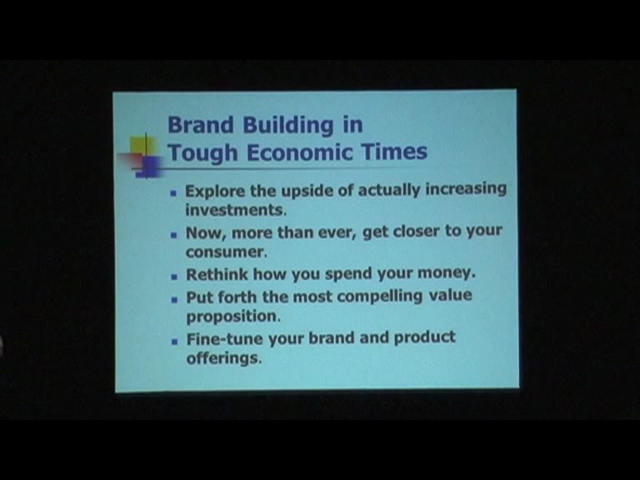 Brand Building in
Tough Economic Times
Explore the upside of actually increasing
investments.
Now, more than ever, get closer to your
consumer.
Rethink how you spend your money.
Put forth the most compelling value
proposition.
Fine-tune your brand and product
offerings.